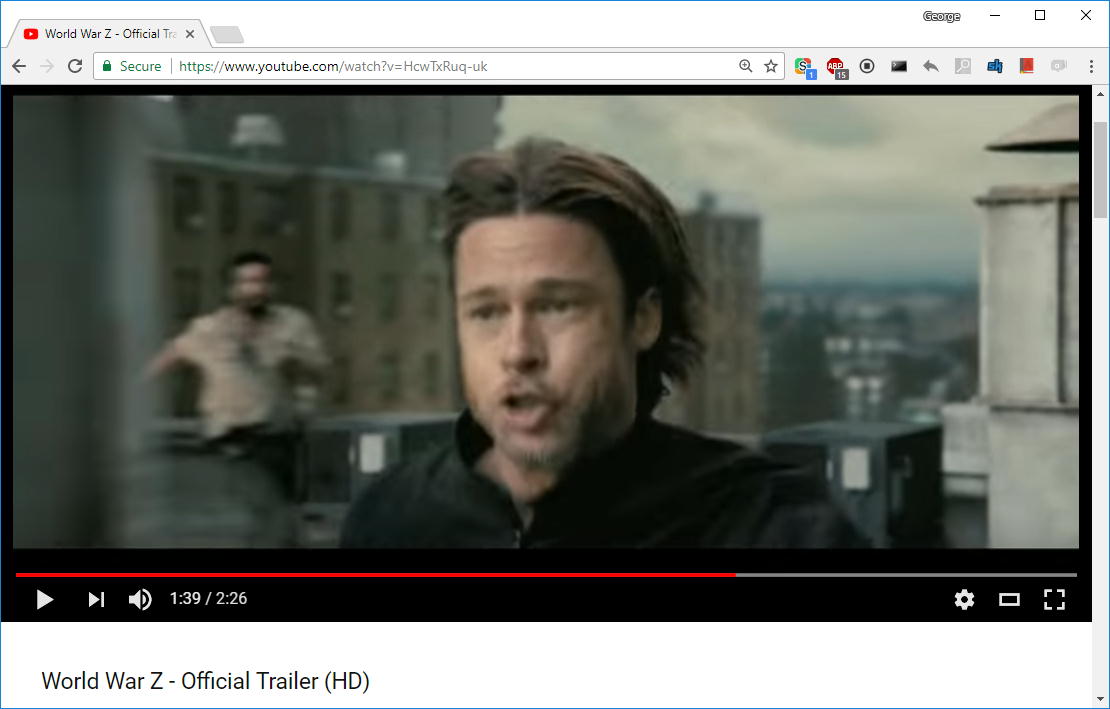 George
World War Z - Official Tra
Secure
https://www.youtube.com/watch?v=HcwTxRuq-uk
S
1
ABP
15
sk
1:39 / 2:26
World War Z - Official Trailer (HD)